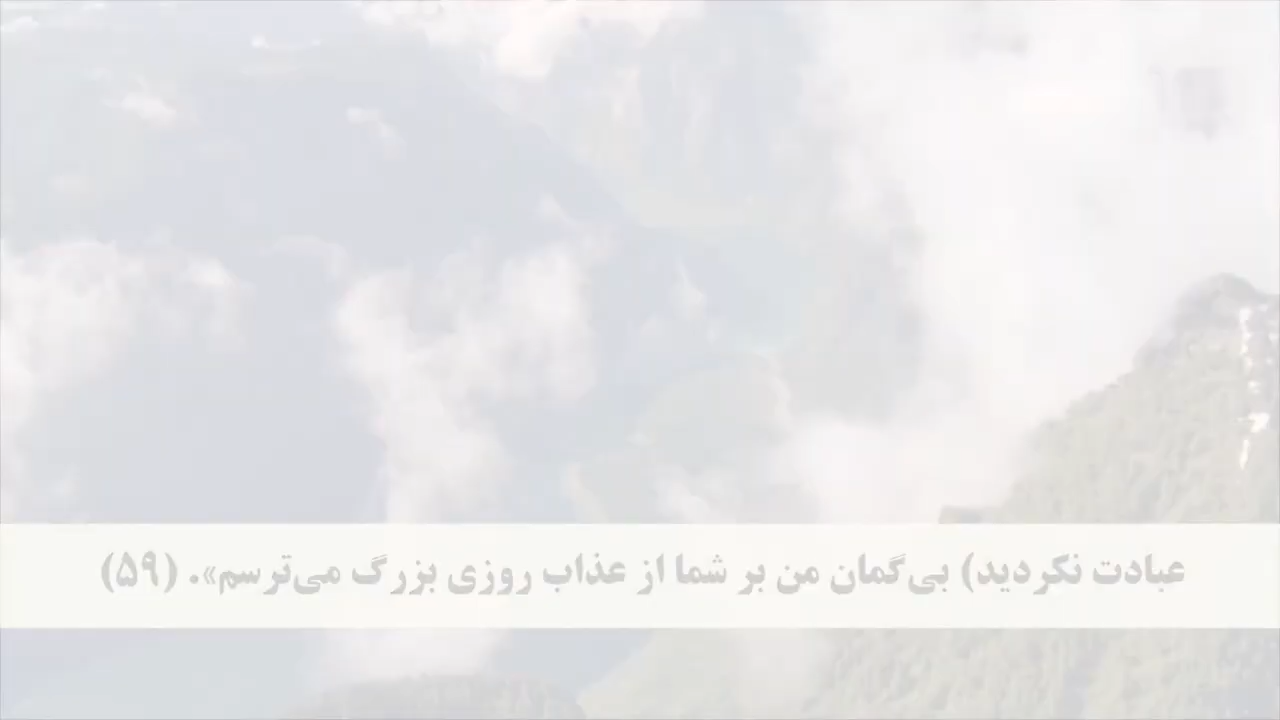 عبادت نکردید) بی‌گمان من بر شما از عذاب روزی بزرگ می‌ترسم». (۵۹)